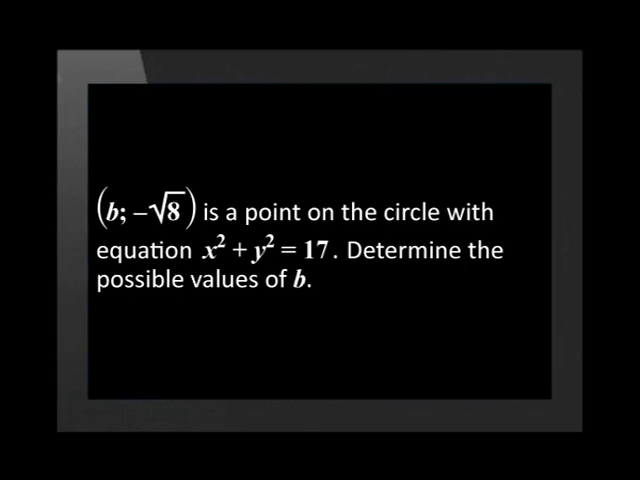 (b; −√8) is a point on the circle with
equation x² + y² = 17. Determine the
possible values of b.